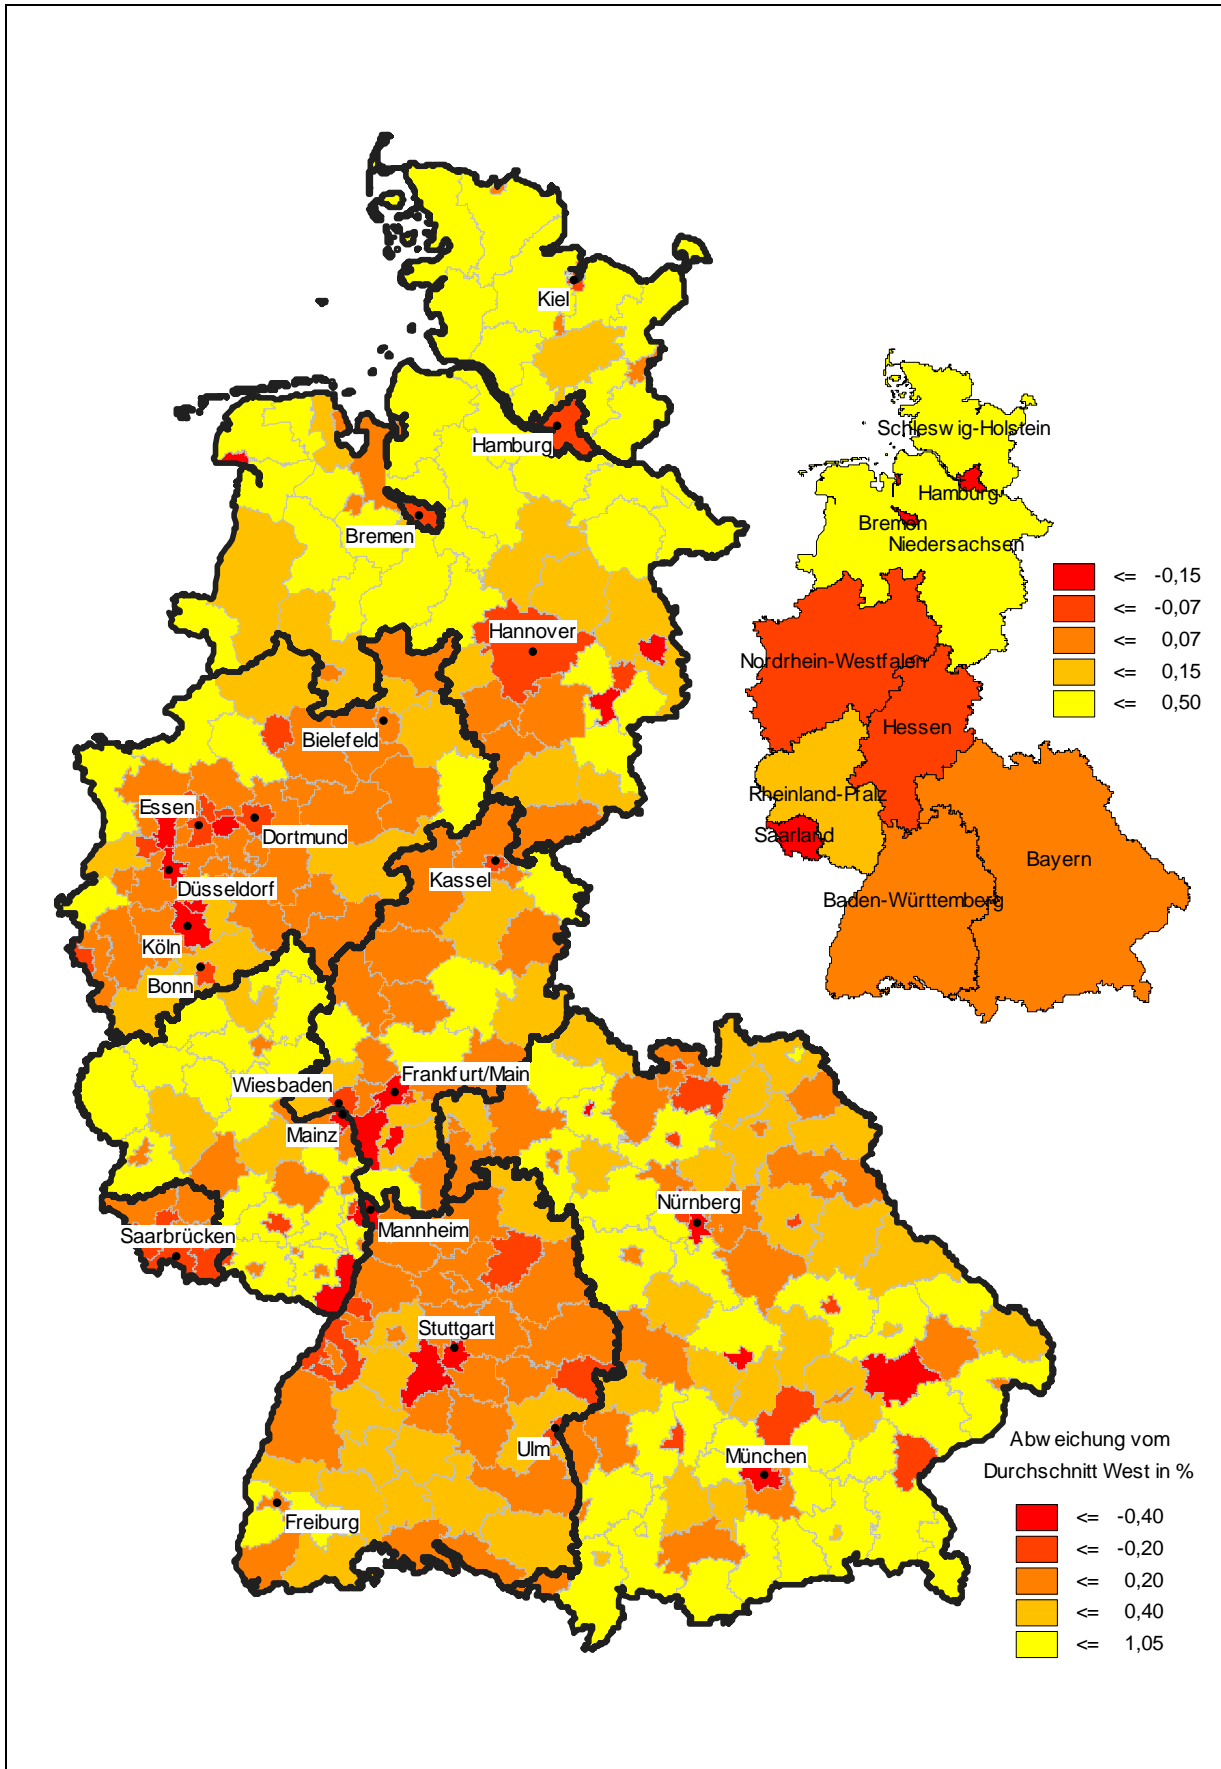 Kiel
Hamburg
Bremen
Hannover
Bielefeld
Essen
Dortmund
Düsseldorf
Kassel
Köln
Bonn
Wiesbaden
Frankfurt/Main
Mainz
Nürnberg
Mannheim
Saarbrücken
Stuttgart
Ulm
München
Freiburg
Schleswig-Holstein
Hamburg
Bremen
Niedersachsen
Nordrhein-Westfalen
Hessen
Rheinland-Pfalz
Saarland
Bayern
Baden-Württemberg
<= -0,15
<= -0,07
<= 0,07
<= 0,15
<= 0,50
Abweichung vom
Durchschnitt West in %
<= -0,40
<= -0,20
<= 0,20
<= 0,40
<= 1,05